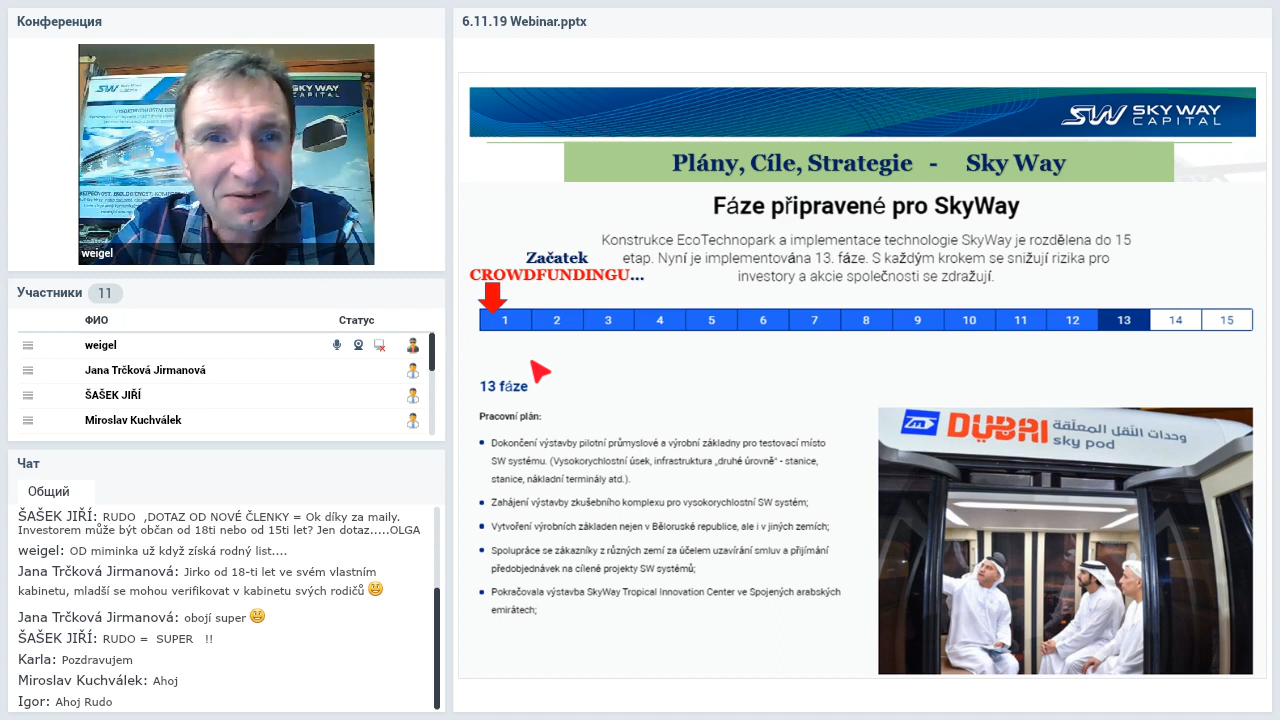 Конференция
SW
SKY WAY
CAPITAL
weigel
Участники 11
ФИО Статус
weigel
Jana Trčková Jirmanová
ŠAŠEK JIŘÍ
Miroslav Kuchválek
Чат
Общий
ŠAŠEK JIŘÍ: RUDO ,DOTAZ OD NOVÉ ČLENKY = Ok díky za maily.
Investorem může být občan od 18ti nebo od 15ti let? Jen dotaz.....OLGA
weigel: OD miminka už když získá rodný list....
Jana Trčková Jirmanová: Jirko od 18-ti let ve svém vlastním
kabinetu, mladší se mohou verifikovat v kabinetu svých rodičů
Jana Trčková Jirmanová: obojí super
ŠAŠEK JIŘÍ: RUDO = SUPER !!
Karla: Pozdravujem
Miroslav Kuchválek: Ahoj
Igor: Ahoj Rudo
6.11.19 Webinar.pptx
SW SKY WAY
CAPITAL
Plány, Cíle, Strategie - Sky Way
Fáze připravené pro SkyWay
Konstrukce EcoTechnopark a implementace technologie SkyWay je rozdělena do 15
etap. Nyní je implementována 13. fáze. S každým krokem se snižují rizika pro
investory a akcie společnosti se zdražují.
Začatek
CROWDFUNDINGU...
1 2 3 4 5 6 7 8 9 10 11 12 13 14 15
13 fáze
Pracovní plán:
Dokončení výstavby pilotní průmyslové a výrobní základny pro testovací místo
SW systému. (Vysokorychlostní úsek, infrastruktura „druhé úrovně“ - stanice,
stanice, nákladní terminály atd.).
Zahájení výstavby zkušebního komplexu pro vysokorychlostní SW systém;
Vytvoření výrobních základen nejen v Běloruské republice, ale i v jiných zemích;
Spolupráce se zákazníky z různých zemí za účelem uzavírání smluv a přijímání
předobjednávek na cílené projekty SW systémů;
Pokračovala výstavba SkyWay Tropical Innovation Center ve Spojených arabských
emirátech;
DUBAI وحدات التنقل المعلّقة
sky pod